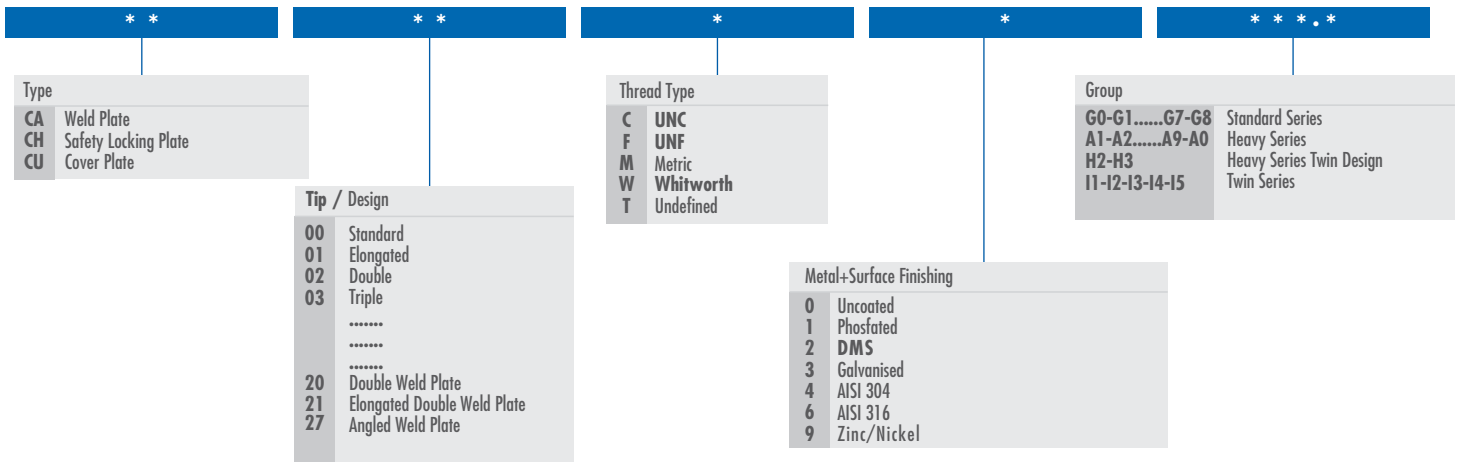 * *
* *
*
*
* * * . *
Type
CA Weld Plate
CH Safety Locking Plate
CU Cover Plate
Tip / Design
00 Standard
01 Elongated
02 Double
03 Triple
.......
.......
.......
20 Double Weld Plate
21 Elongated Double Weld Plate
27 Angled Weld Plate
Thread Type
C UNC
F UNF
M Metric
W Whitworth
T Undefined
Metal+Surface Finishing
0 Uncoated
1 Phosfated
2 DMS
3 Galvanised
4 AISI 304
6 AISI 316
9 Zinc/Nickel
Group
G0-G1......G7-G8 Standard Series
A1-A2......A9-A0 Heavy Series
H2-H3 Heavy Series Twin Design
I1-I2-I3-I4-I5 Twin Series